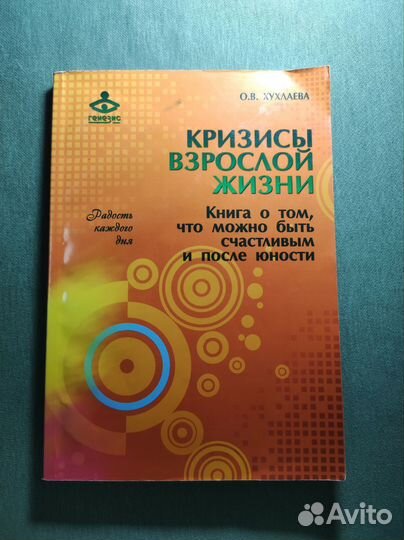 генезис
О.В. ХУХЛАЕВА
КРИЗИСЫ
ВЗРОСЛОЙ
ЖИЗНИ
Радость
каждого
дня
Книга о том,
что можно быть
счастливым
и после юности
Avito